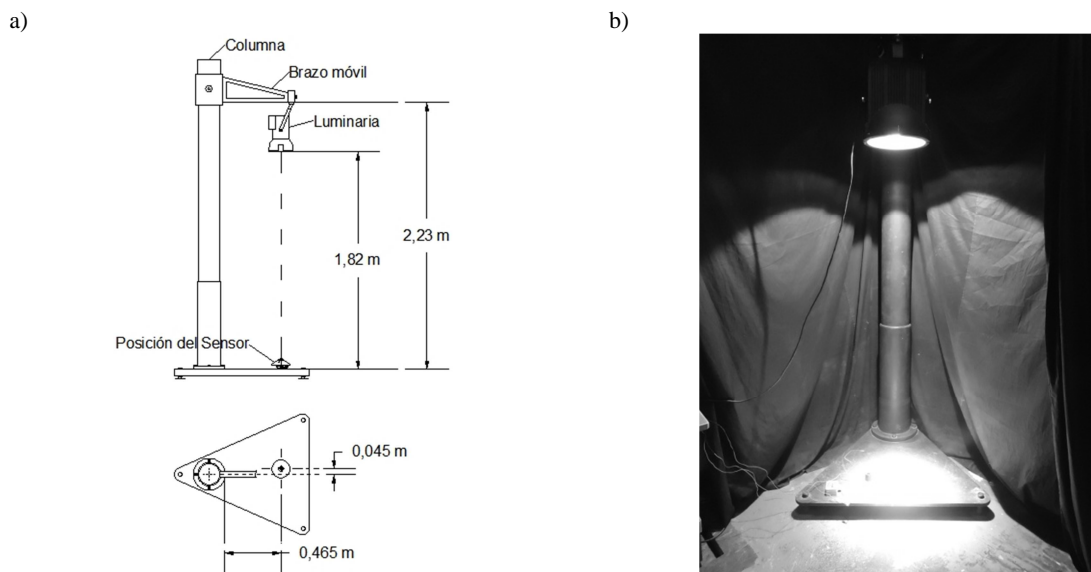 a)
b)
Columna
Brazo móvil
Luminaria
2,23 m
1,82 m
Posición del Sensor
0,045 m
0,465 m